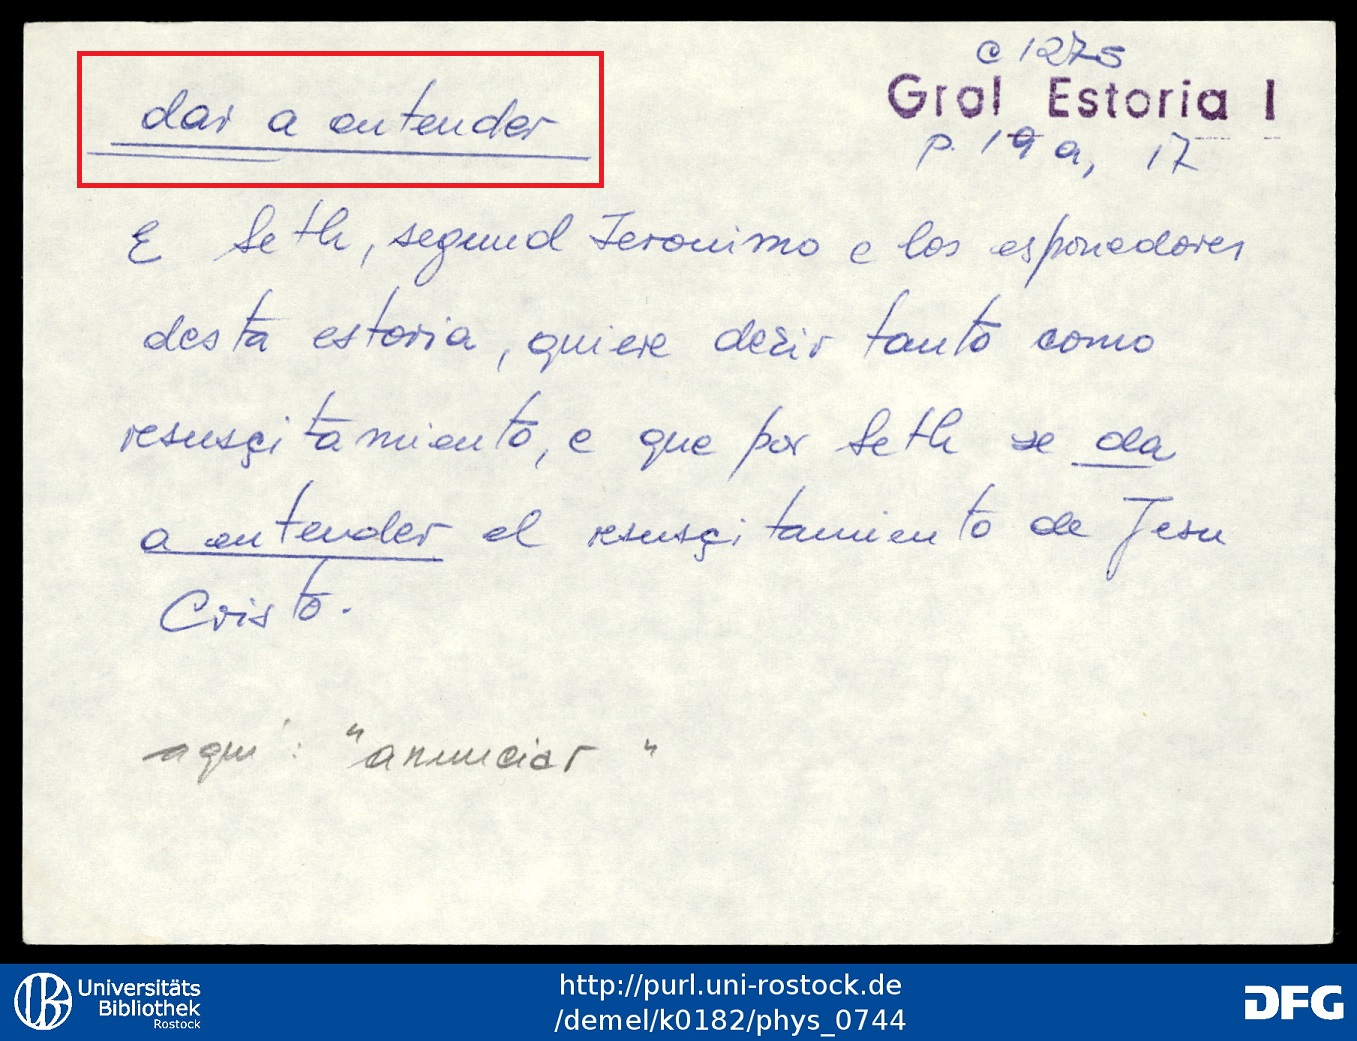 c 1275
Gral Estoria I
p. 19 a, 17
dar a entender
E Seth, segund Jeronimo e los esponedores
desta estoria, quiere dezir tanto como
resusçitamiento, e que por Seth se da
a entender el resusçitamiento de Jesu
Cristo.
aquí: "anunciar"
Universitäts
Bibliothek
Rostock
http://purl.uni-rostock.de
/demel/k0182/phys_0744
DFG